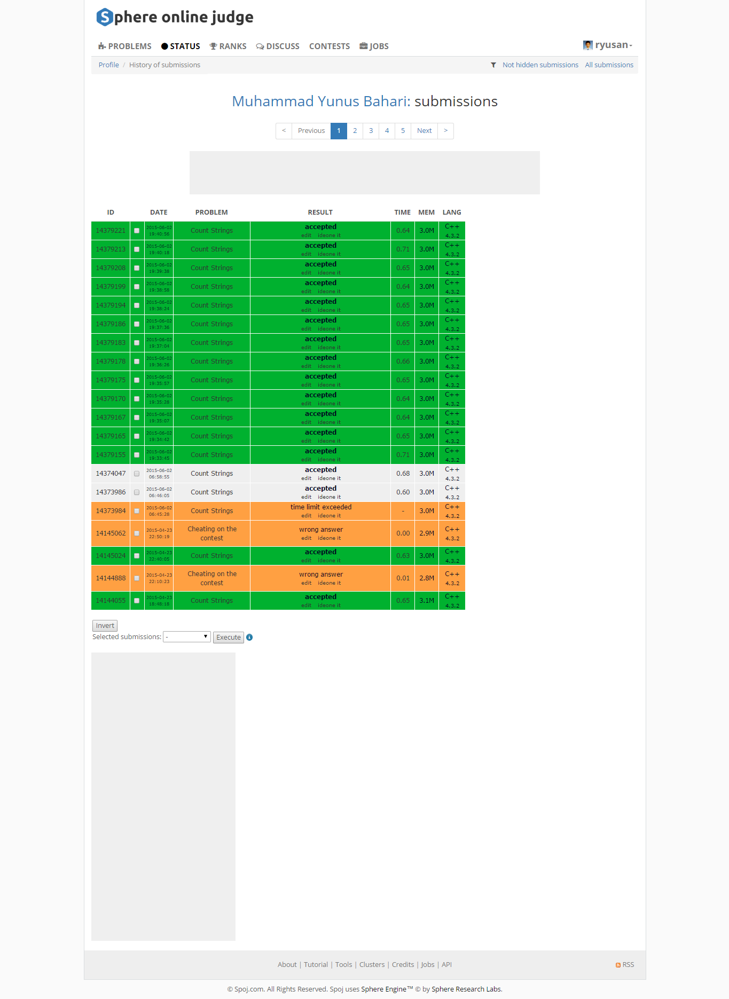 Sphere online judge
PROBLEMS STATUS RANKS DISCUSS CONTESTS JOBS ryusan
Profile / History of submissions Not hidden submissions All submissions
Muhammad Yunus Bahari: submissions
< Previous 1 2 3 4 5 Next >
ID DATE PROBLEM RESULT TIME MEM LANG
14379221 2015-06-02 19:40:56 Count Strings accepted edit ideone it 0.64 3.0M C++ 4.3.2
14379213 2015-06-02 19:40:18 Count Strings accepted edit ideone it 0.71 3.0M C++ 4.3.2
14379208 2015-06-02 19:39:38 Count Strings accepted edit ideone it 0.65 3.0M C++ 4.3.2
14379199 2015-06-02 19:38:58 Count Strings accepted edit ideone it 0.64 3.0M C++ 4.3.2
14379194 2015-06-02 19:38:24 Count Strings accepted edit ideone it 0.65 3.0M C++ 4.3.2
14379186 2015-06-02 19:37:36 Count Strings accepted edit ideone it 0.65 3.0M C++ 4.3.2
14379183 2015-06-02 19:37:04 Count Strings accepted edit ideone it 0.65 3.0M C++ 4.3.2
14379178 2015-06-02 19:36:26 Count Strings accepted edit ideone it 0.66 3.0M C++ 4.3.2
14379175 2015-06-02 19:35:57 Count Strings accepted edit ideone it 0.65 3.0M C++ 4.3.2
14379170 2015-06-02 19:35:28 Count Strings accepted edit ideone it 0.64 3.0M C++ 4.3.2
14379167 2015-06-02 19:35:07 Count Strings accepted edit ideone it 0.64 3.0M C++ 4.3.2
14379165 2015-06-02 19:34:42 Count Strings accepted edit ideone it 0.65 3.0M C++ 4.3.2
14379155 2015-06-02 19:33:45 Count Strings accepted edit ideone it 0.71 3.0M C++ 4.3.2
14374047 2015-06-02 06:58:55 Count Strings accepted edit ideone it 0.68 3.0M C++ 4.3.2
14373986 2015-06-02 06:46:05 Count Strings accepted edit ideone it 0.60 3.0M C++ 4.3.2
14373984 2015-06-02 06:45:28 Count Strings time limit exceeded edit ideone it - 3.0M C++ 4.3.2
14145062 2015-04-23 22:50:19 Cheating on the contest wrong answer edit ideone it 0.00 2.9M C++ 4.3.2
14145024 2015-04-23 22:40:05 Count Strings accepted edit ideone it 0.63 3.0M C++ 4.3.2
14144888 2015-04-23 22:10:23 Cheating on the contest wrong answer edit ideone it 0.01 2.8M C++ 4.3.2
14144055 2015-04-23 18:48:18 Count Strings accepted edit ideone it 0.65 3.1M C++ 4.3.2
Invert
Selected submissions: - Execute
About | Tutorial | Tools | Clusters | Credits | Jobs | API RSS
© Spoj.com. All Rights Reserved. Spoj uses Sphere Engine™ © by Sphere Research Labs.